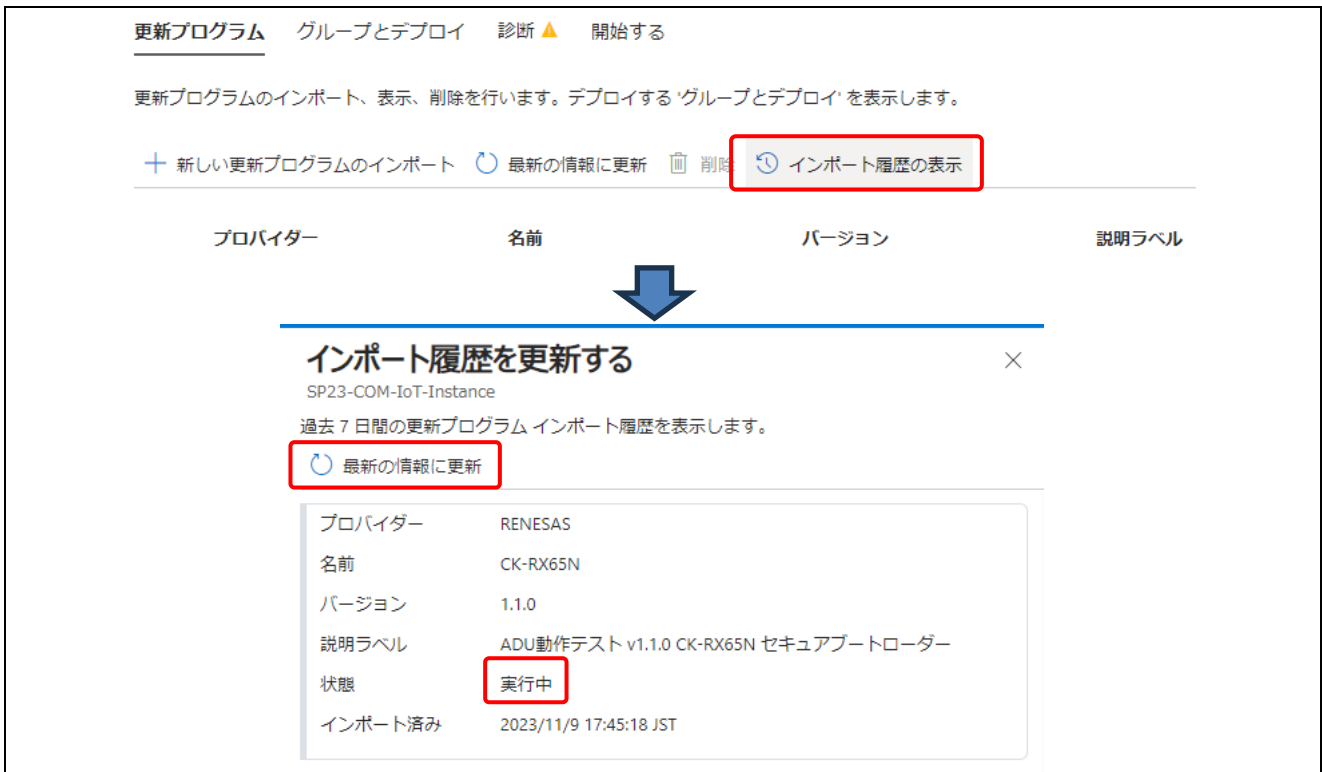 更新プログラム グループとデプロイ 診断 開始する
更新プログラムのインポート、表示、削除を行います。デプロイする 'グループとデプロイ' を表示します。
新しい更新プログラムのインポート 最新の情報に更新 削除 インポート履歴の表示
プロバイダー 名前 バージョン 説明ラベル
インポート履歴を更新する
SP23-COM-IoT-Instance
過去 7 日間の更新プログラム インポート履歴を表示します。
最新の情報に更新
プロバイダー RENESAS
名前 CK-RX65N
バージョン 1.1.0
説明ラベル ADU動作テスト v1.1.0 CK-RX65N セキュアブートローダー
状態 実行中
インポート済み 2023/11/9 17:45:18 JST